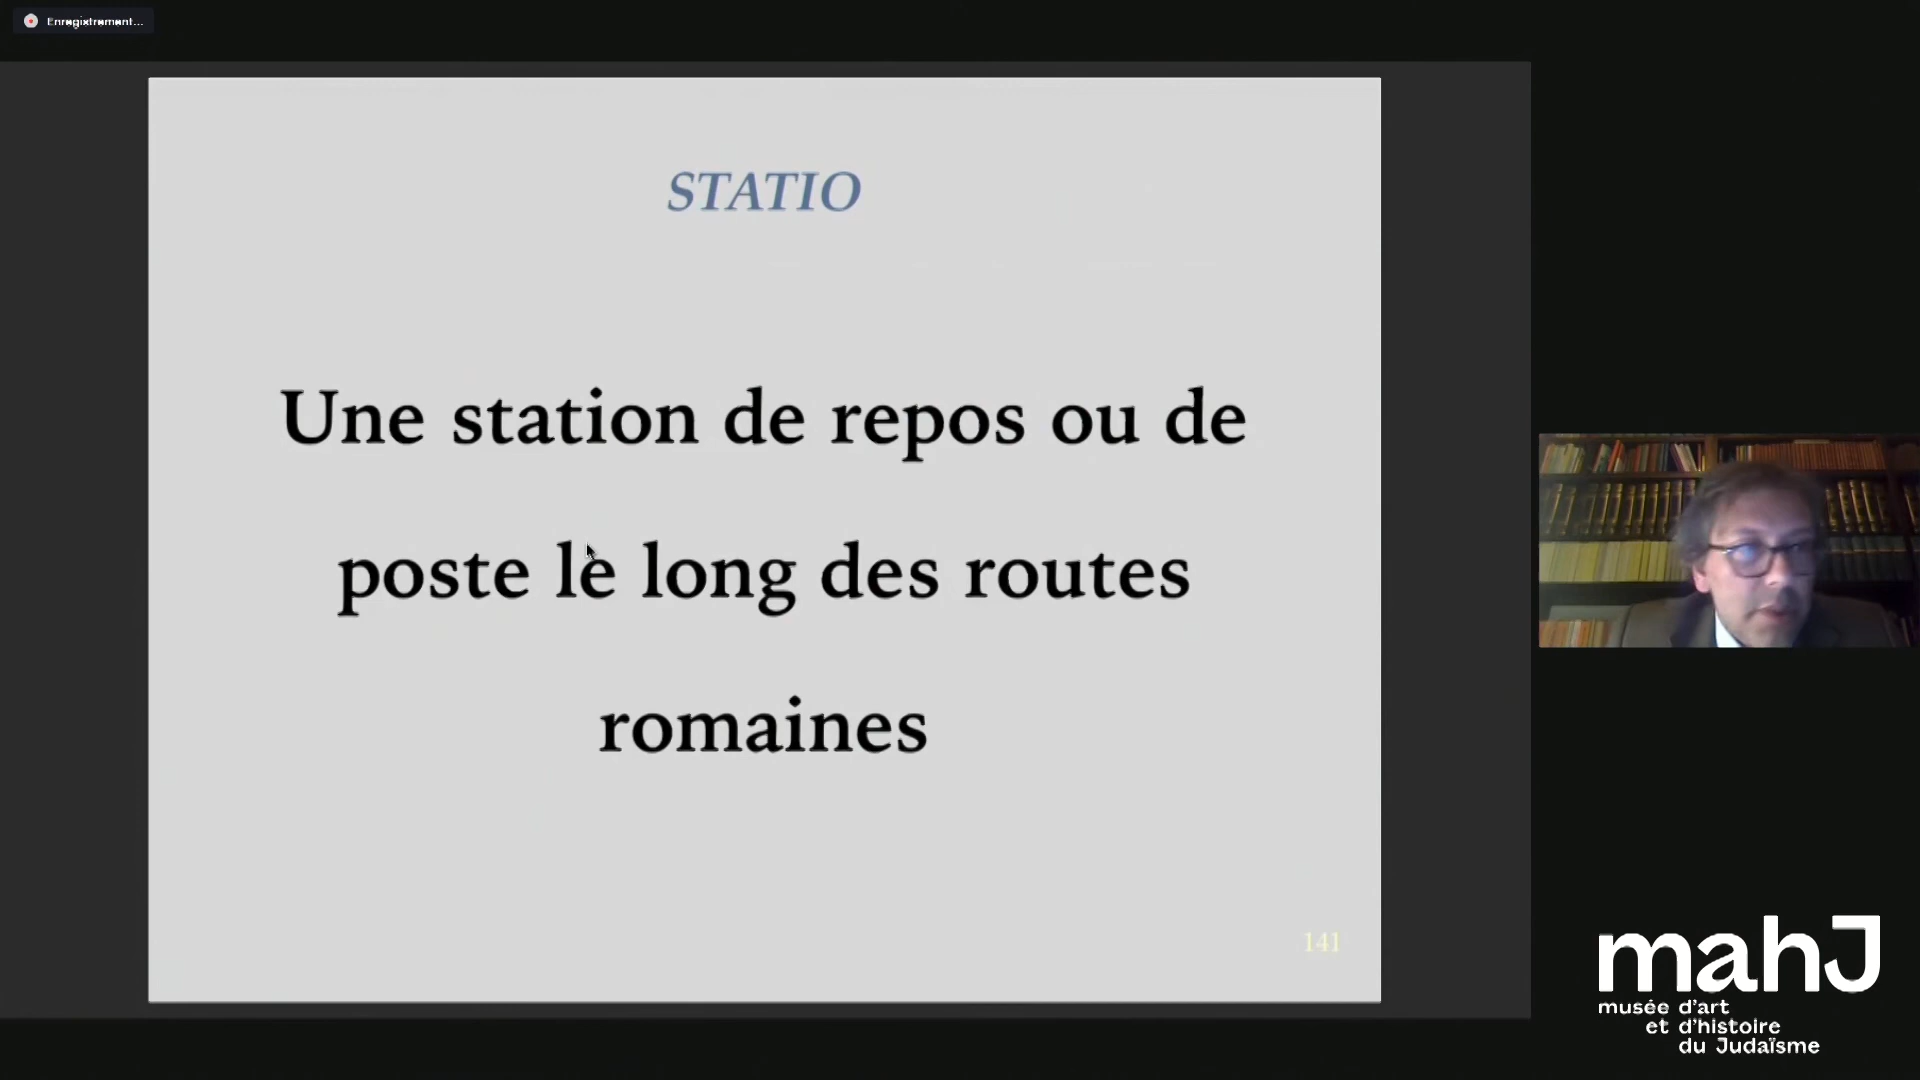 Enregistrement...
STATIO
Une station de repos ou de
poste le long des routes
romaines
141
mahJ
musée d'art
et d'histoire
du Judaïsme